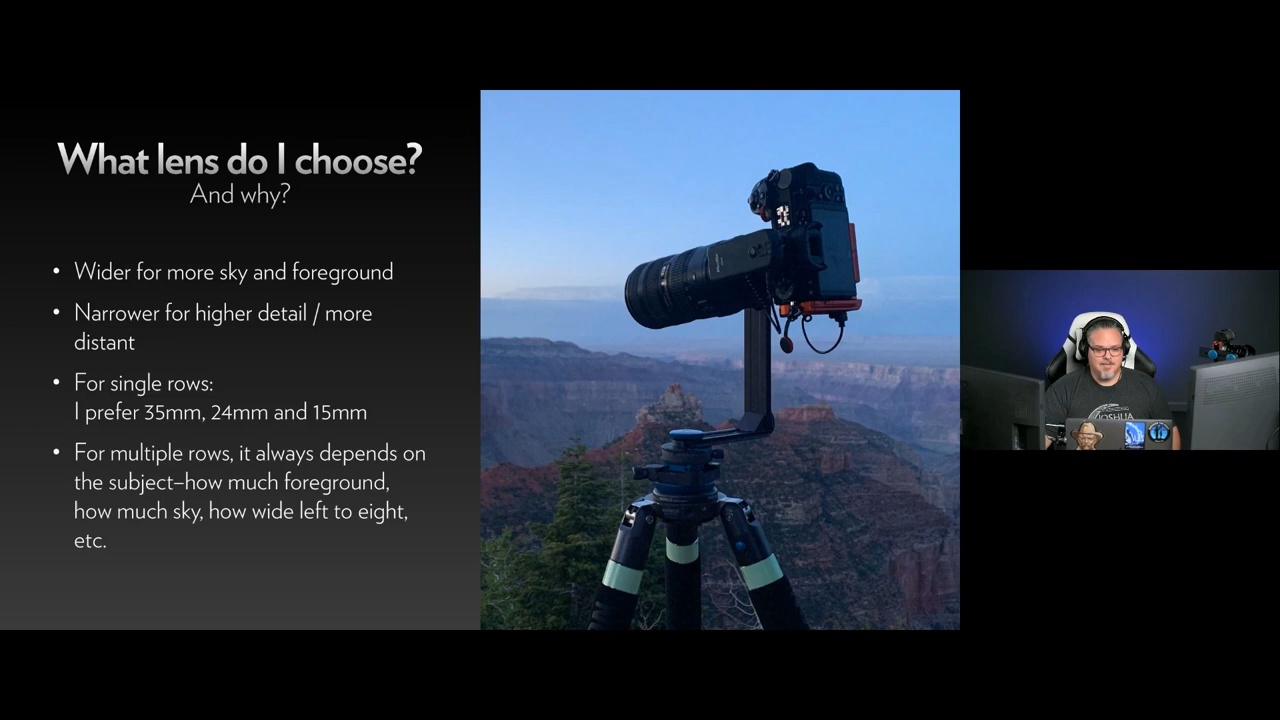 What lens do I choose?
And why?
• Wider for more sky and foreground
• Narrower for higher detail / more
distant
• For single rows:
I prefer 35mm, 24mm and 15mm
• For multiple rows, it always depends on
the subject–how much foreground,
how much sky, how wide left to eight,
etc.
JOSHUA